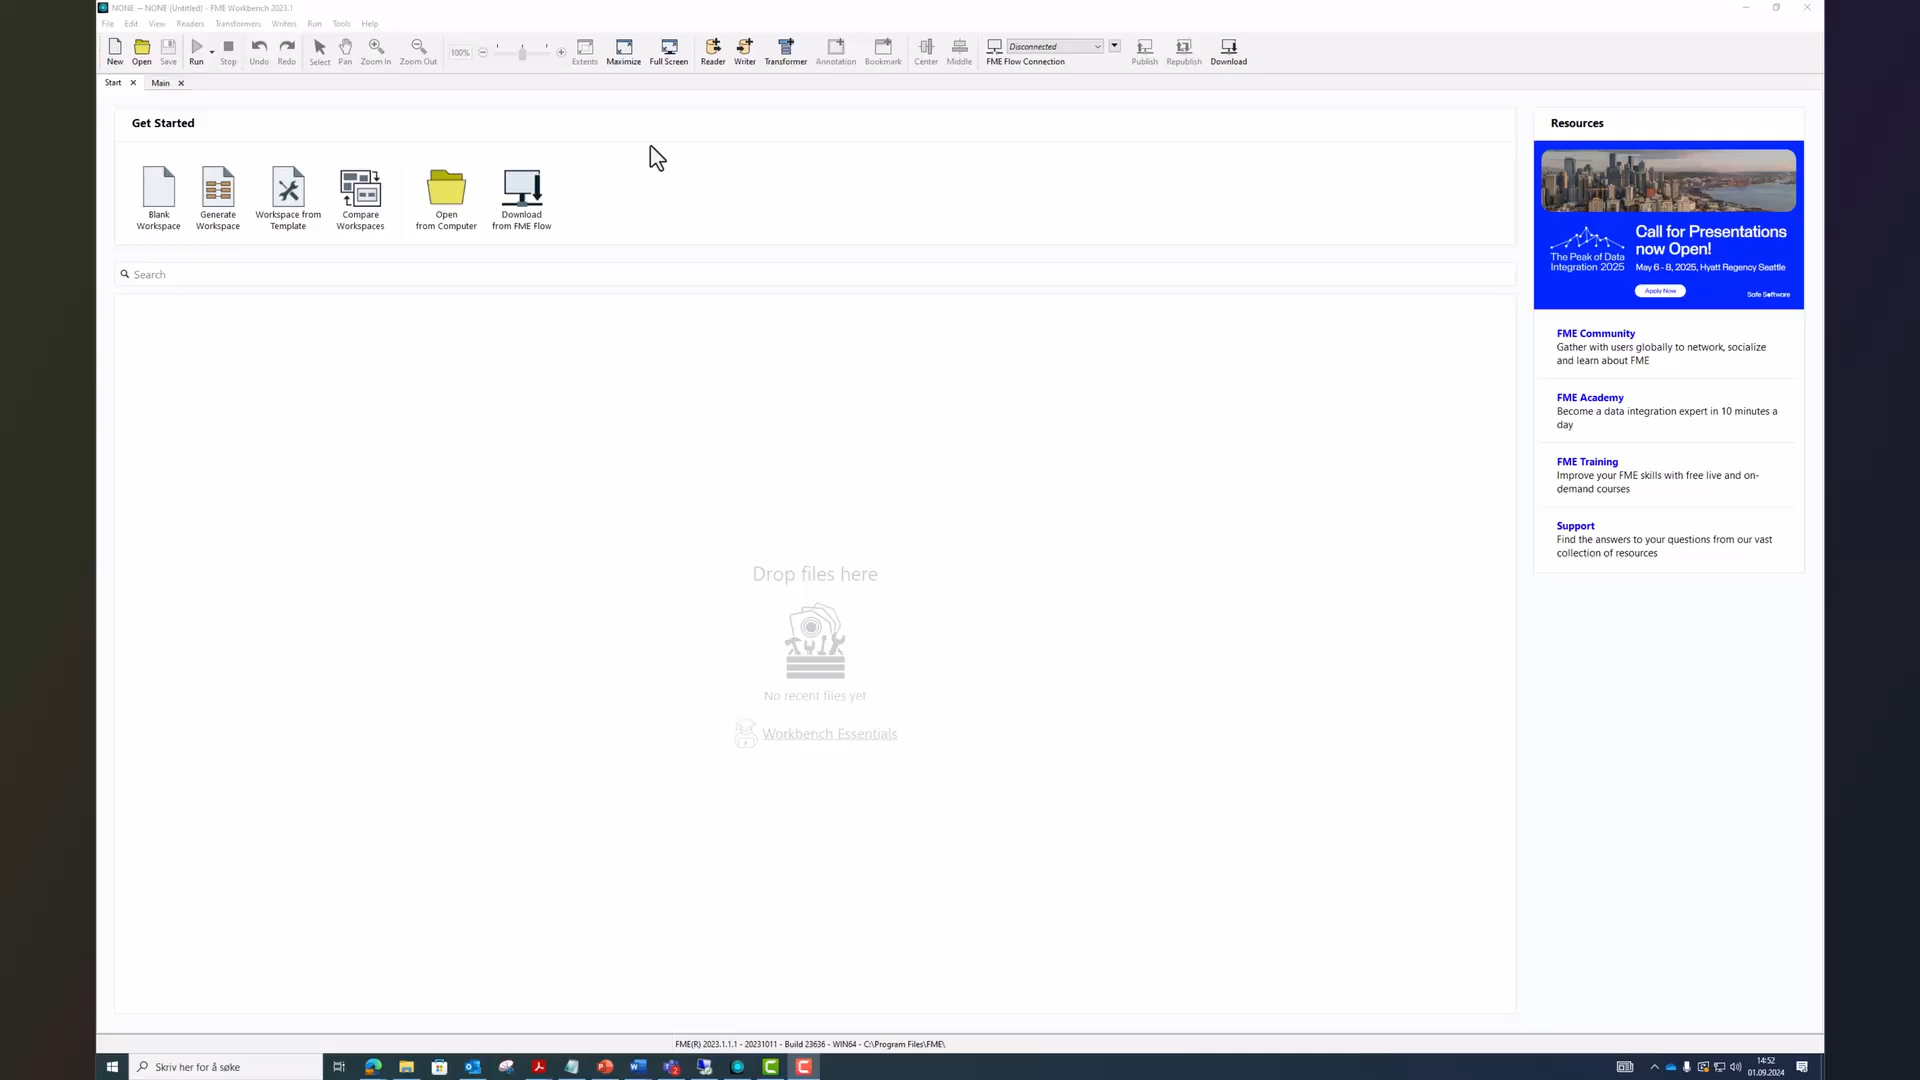 NONE -- NONE (Untitled) - FME Workbench 2023.1
File Edit View Readers Transformers Writers Run Tools Help
New Open Save Run Stop Undo Redo Select Pan Zoom In Zoom Out 100% Extents Maximize Full Screen Reader Writer Transformer Annotation Bookmark Center Middle Disconnected FME Flow Connection Publish Republish Download
Start Main
Get Started
Blank Workspace
Generate Workspace
Workspace from Template
Compare Workspaces
Open from Computer
Download from FME Flow
Search
Drop files here
No recent files yet
Workbench Essentials
Resources
The Peak of Data
Integration 2025
Call for Presentations
now Open!
May 6 - 8, 2025, Hyatt Regency Seattle
Apply Now
Safe Software
FME Community
Gather with users globally to network, socialize
and learn about FME
FME Academy
Become a data integration expert in 10 minutes a
day
FME Training
Improve your FME skills with free live and on-
demand courses
Support
Find the answers to your questions from our vast
collection of resources
FME(R) 2023.1.1.1 - 20231011 - Build 23636 - WIN64 - C:\Program Files\FME\
Skriv her for å søke
14:52
01.09.2024